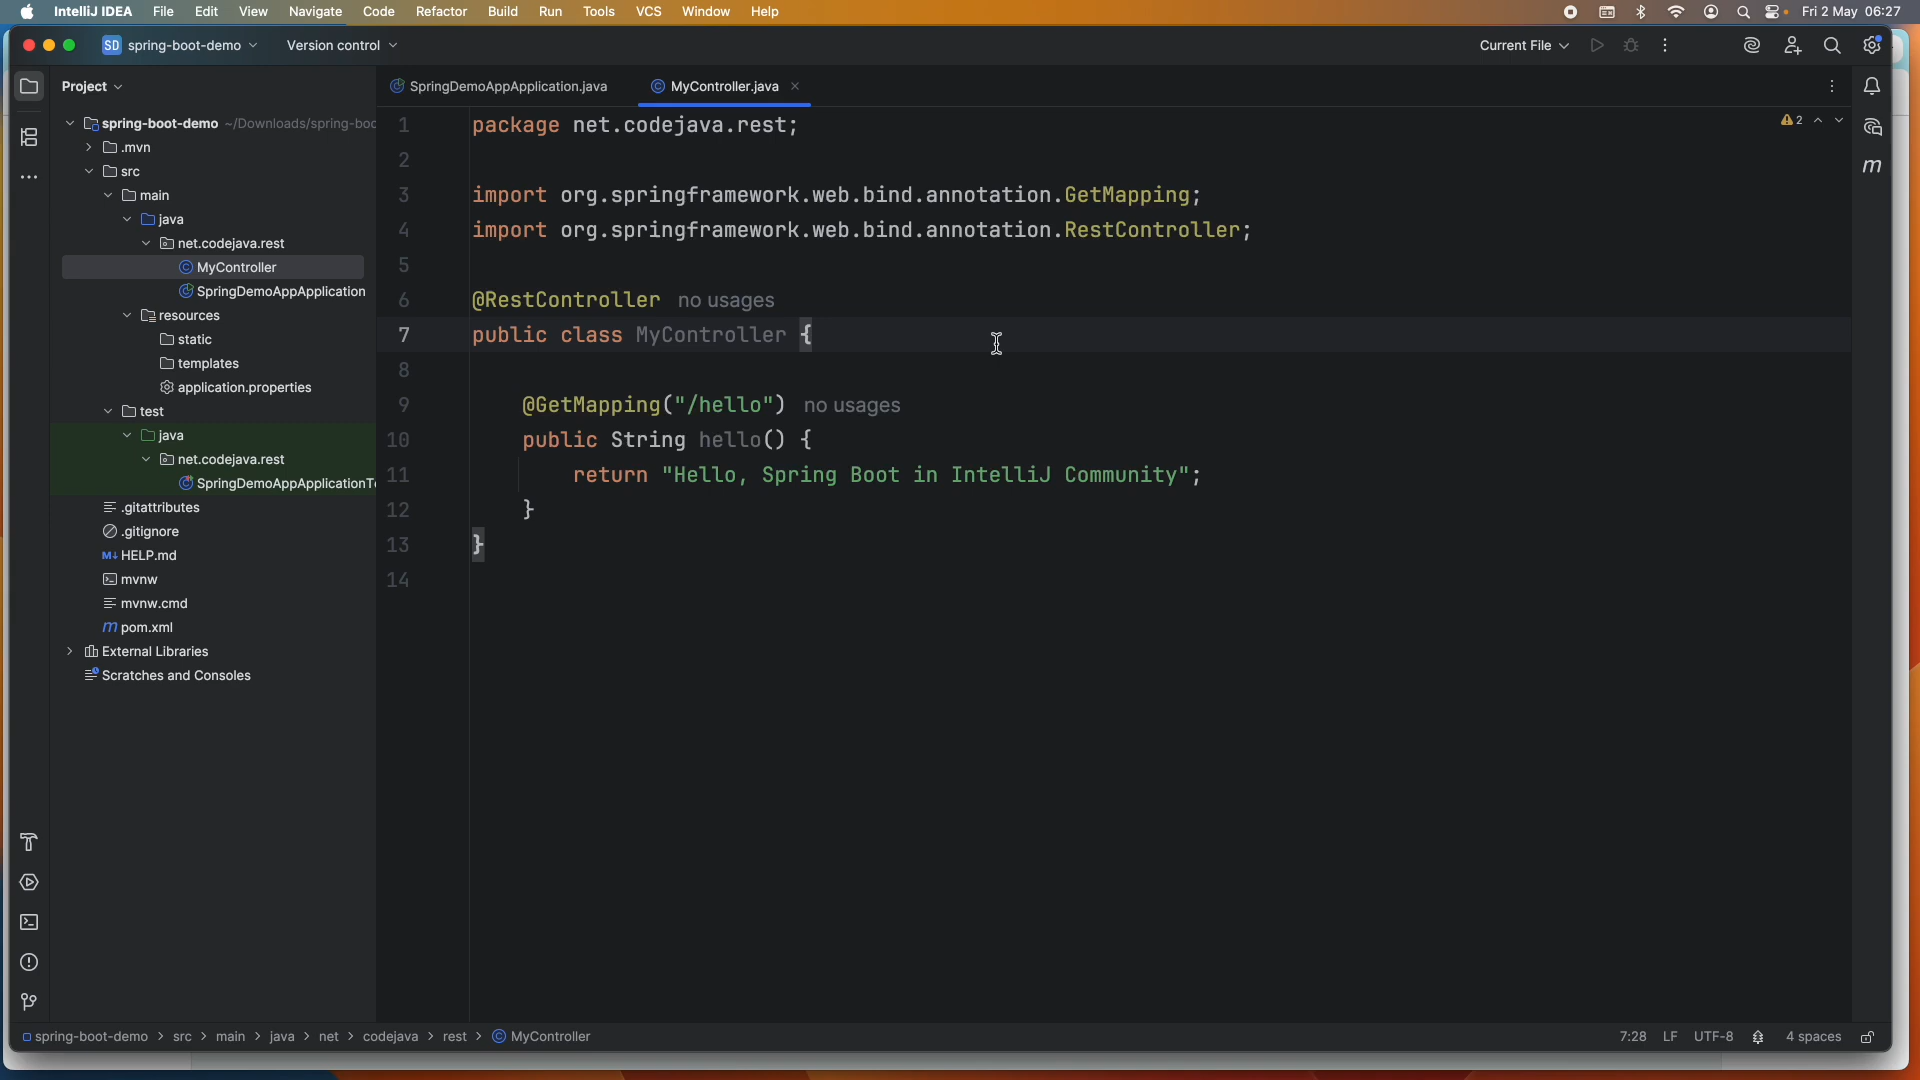 IntelliJ IDEA File Edit View Navigate Code Refactor Build Run Tools VCS Window Help Fri 2 May 06:27
SD spring-boot-demo Version control Current File
Project
SpringDemoAppApplication.java MyController.java
spring-boot-demo ~/Downloads/spring-boo
.mvn
src
main
java
net.codejava.rest
MyController
SpringDemoAppApplication
resources
static
templates
application.properties
test
java
net.codejava.rest
SpringDemoAppApplicationTe
.gitattributes
.gitignore
M↓ HELP.md
mvnw
mvnw.cmd
m pom.xml
External Libraries
Scratches and Consoles
1 package net.codejava.rest;
2
3 import org.springframework.web.bind.annotation.GetMapping;
4 import org.springframework.web.bind.annotation.RestController;
5
6 @RestController no usages
7 public class MyController {
8
9 @GetMapping("/hello") no usages
10 public String hello() {
11 return "Hello, Spring Boot in IntelliJ Community";
12 }
13 }
14
2
m
spring-boot-demo > src > main > java > net > codejava > rest > MyController
7:28 LF UTF-8 4 spaces